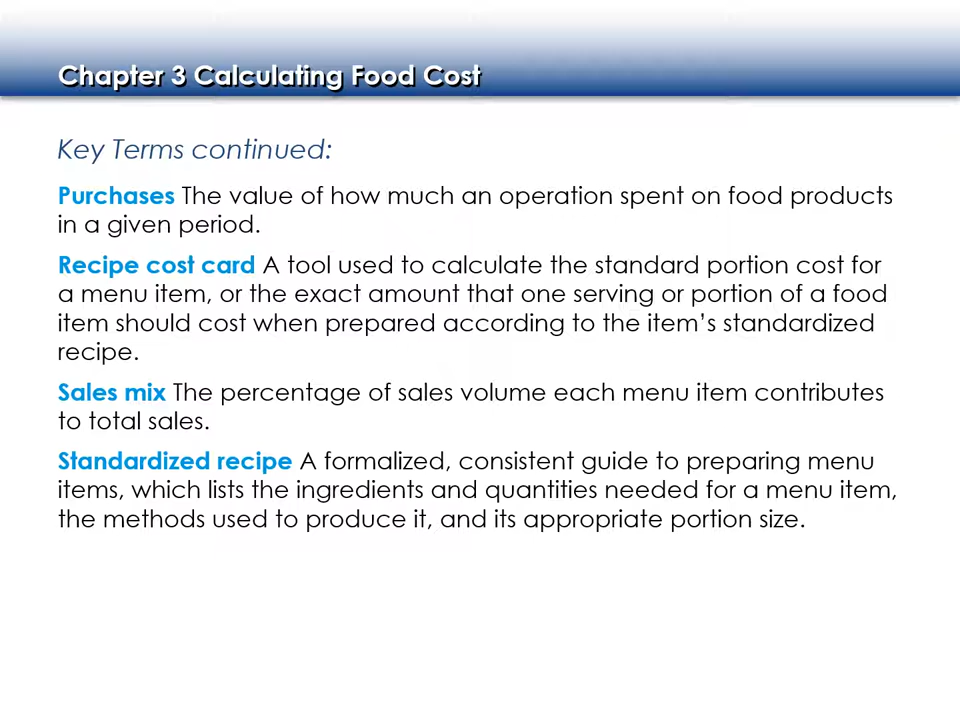 Chapter 3 Calculating Food Cost
Key Terms continued:
Purchases The value of how much an operation spent on food products
in a given period.
Recipe cost card A tool used to calculate the standard portion cost for
a menu item, or the exact amount that one serving or portion of a food
item should cost when prepared according to the item’s standardized
recipe.
Sales mix The percentage of sales volume each menu item contributes
to total sales.
Standardized recipe A formalized, consistent guide to preparing menu
items, which lists the ingredients and quantities needed for a menu item,
the methods used to produce it, and its appropriate portion size.